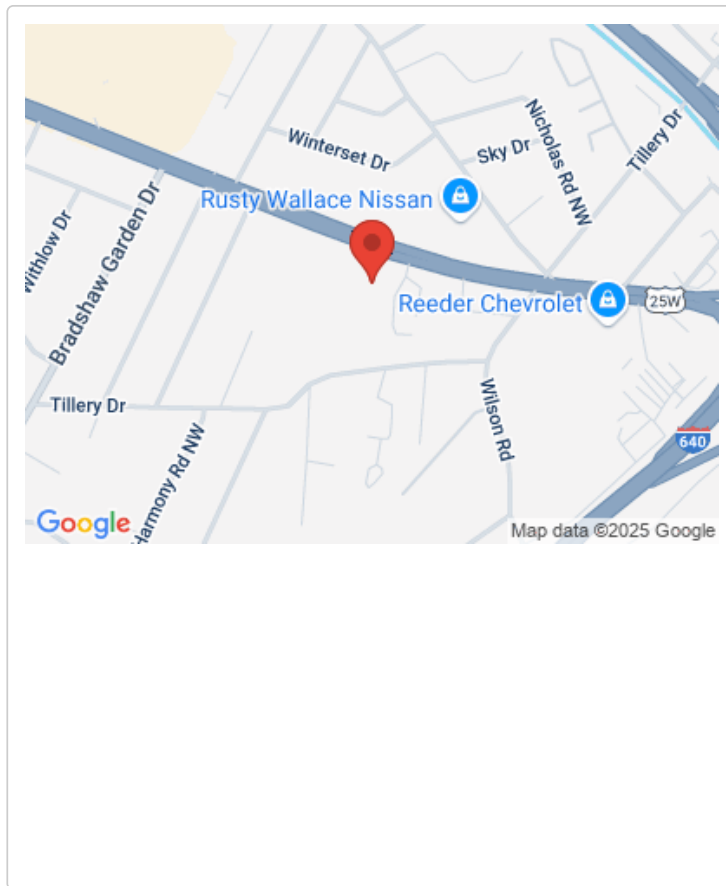 Winterset Dr
Sky Dr
Nicholas Rd NW
Tillery Dr
Rusty Wallace Nissan
Withlow Dr
Bradshaw Garden Dr
Reeder Chevrolet
25W
Tillery Dr
Wilson Rd
Harmony Rd NW
640
Google
Map data ©2025 Google